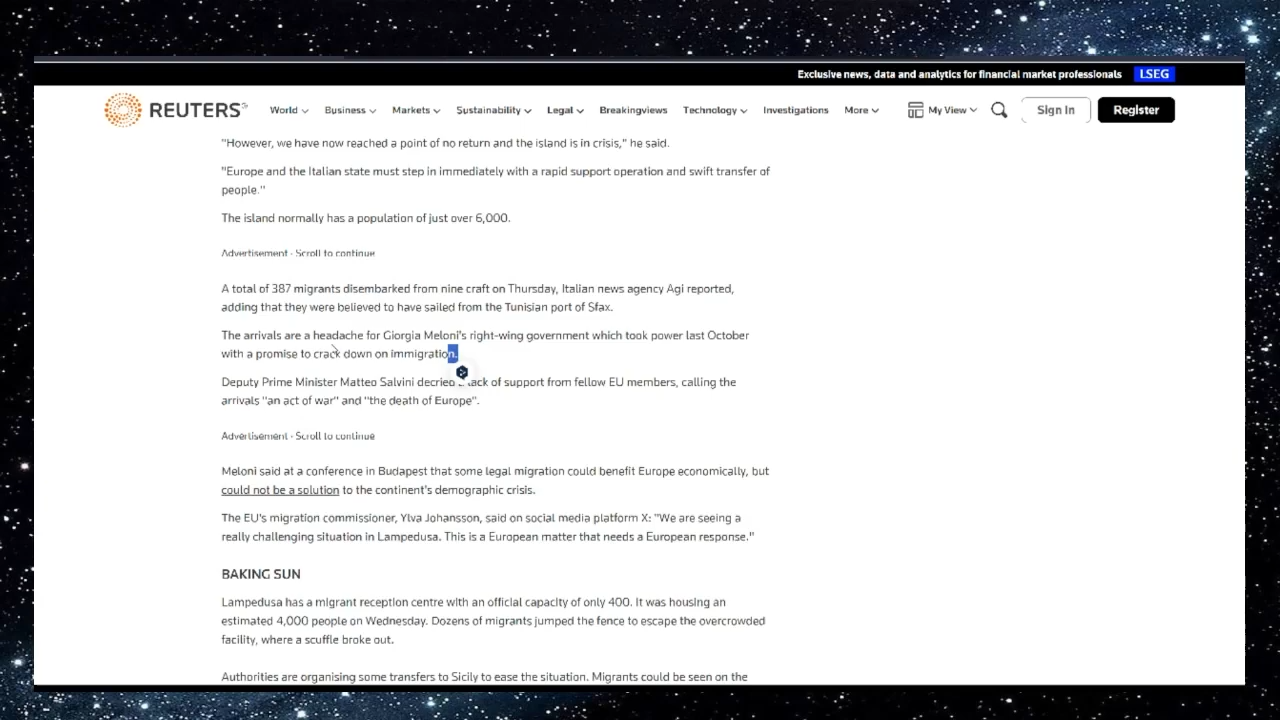 Exclusive news, data and analytics for financial market professionals LSEG
REUTERS World Business Markets Sustainability Legal Breakingviews Technology Investigations More My View Sign In Register
"However, we have now reached a point of no return and the island is in crisis," he said.
"Europe and the Italian state must step in immediately with a rapid support operation and swift transfer of
people."
The island normally has a population of just over 6,000.
Advertisement · Scroll to continue
A total of 387 migrants disembarked from nine craft on Thursday, Italian news agency Agi reported,
adding that they were believed to have sailed from the Tunisian port of Sfax.
The arrivals are a headache for Giorgia Meloni's right-wing government which took power last October
with a promise to crack down on immigration.
Deputy Prime Minister Matteo Salvini decried a lack of support from fellow EU members, calling the
arrivals "an act of war" and "the death of Europe".
Advertisement · Scroll to continue
Meloni said at a conference in Budapest that some legal migration could benefit Europe economically, but
could not be a solution to the continent's demographic crisis.
The EU's migration commissioner, Ylva Johansson, said on social media platform X: "We are seeing a
really challenging situation in Lampedusa. This is a European matter that needs a European response."
BAKING SUN
Lampedusa has a migrant reception centre with an official capacity of only 400. It was housing an
estimated 4,000 people on Wednesday. Dozens of migrants jumped the fence to escape the overcrowded
facility, where a scuffle broke out.
Authorities are organising some transfers to Sicily to ease the situation. Migrants could be seen on the